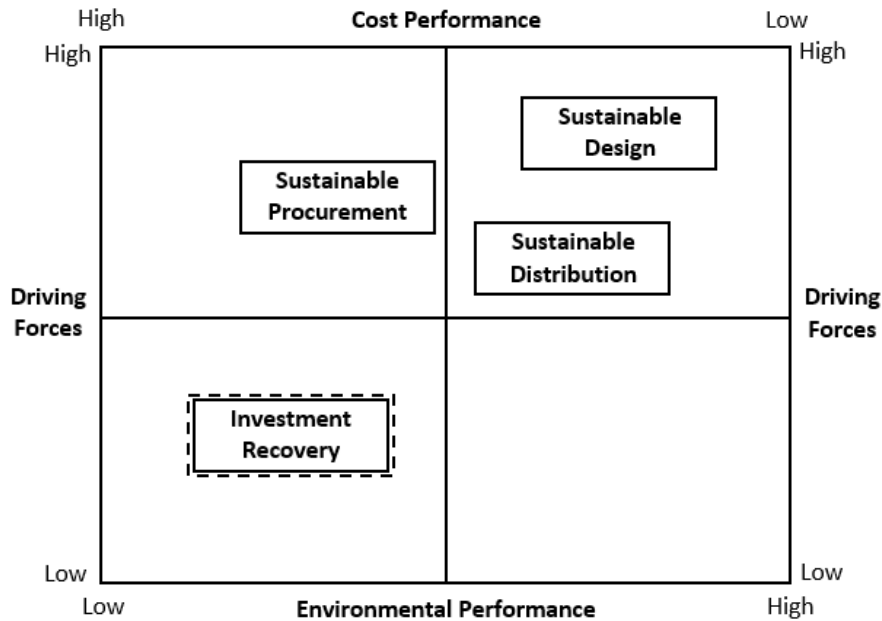 High
Cost Performance
Low
High
High
Sustainable
Design
Sustainable
Procurement
Sustainable
Distribution
Driving
Forces
Driving
Forces
Investment
Recovery
Low
Low
Low
Environmental Performance
High